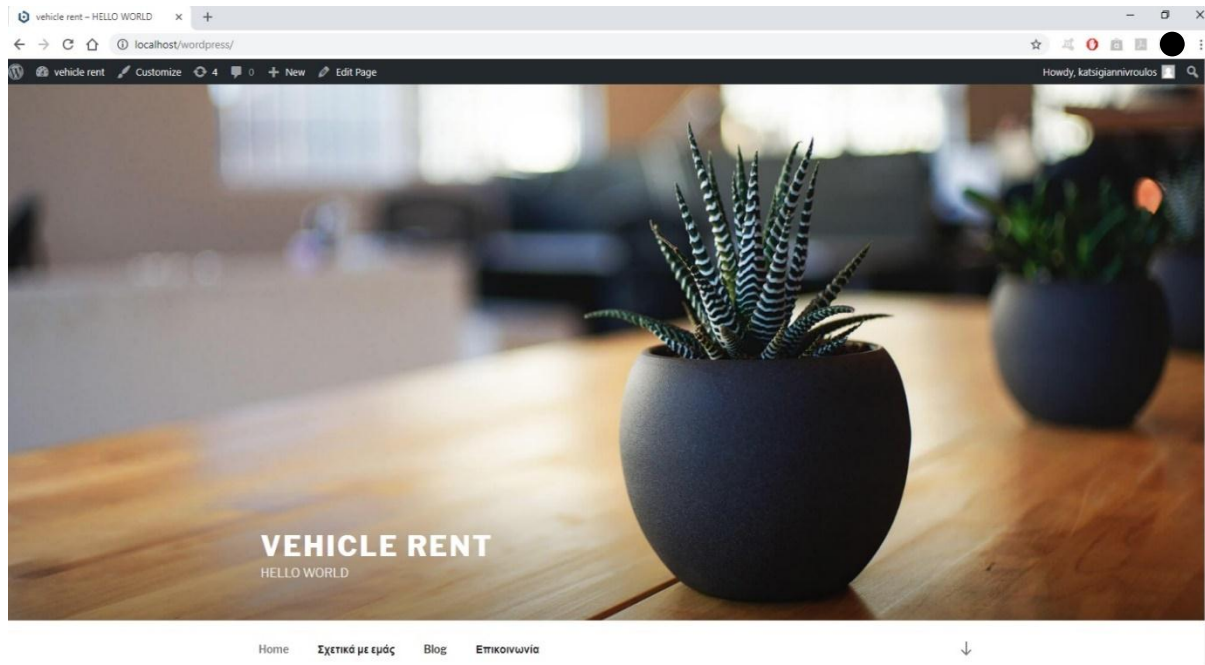 vehicle rent – HELLO WORLD
localhost/wordpress/
vehicle rent Customize 4 0 New Edit Page Howdy, katsigiannivroulos
VEHICLE RENT
HELLO WORLD
Home Σχετικά με εμάς Blog Επικοινωνία